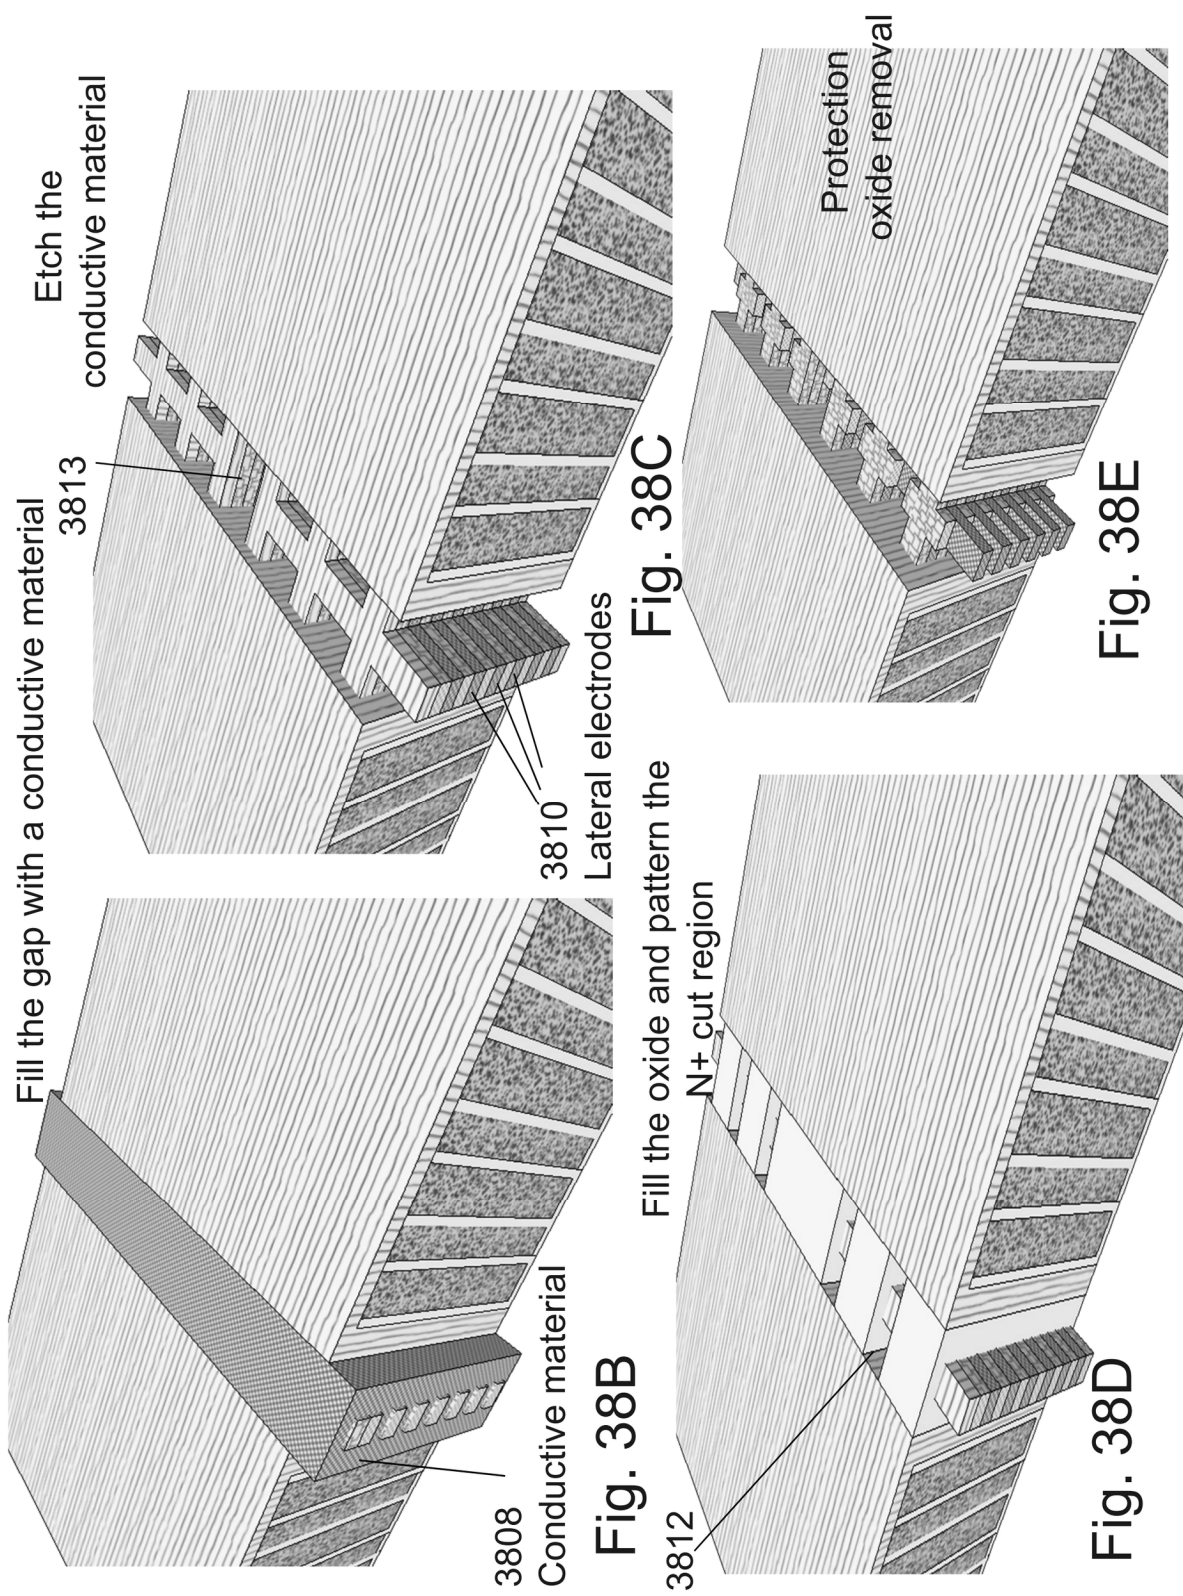 Fill the gap with a conductive material
3808
Conductive material
Fig. 38B
Etch the
conductive material
3813
3810
Lateral electrodes
Fig. 38C
Fill the oxide and pattern the
N+ cut region
3812
Fig. 38D
Protection
oxide removal
Fig. 38E